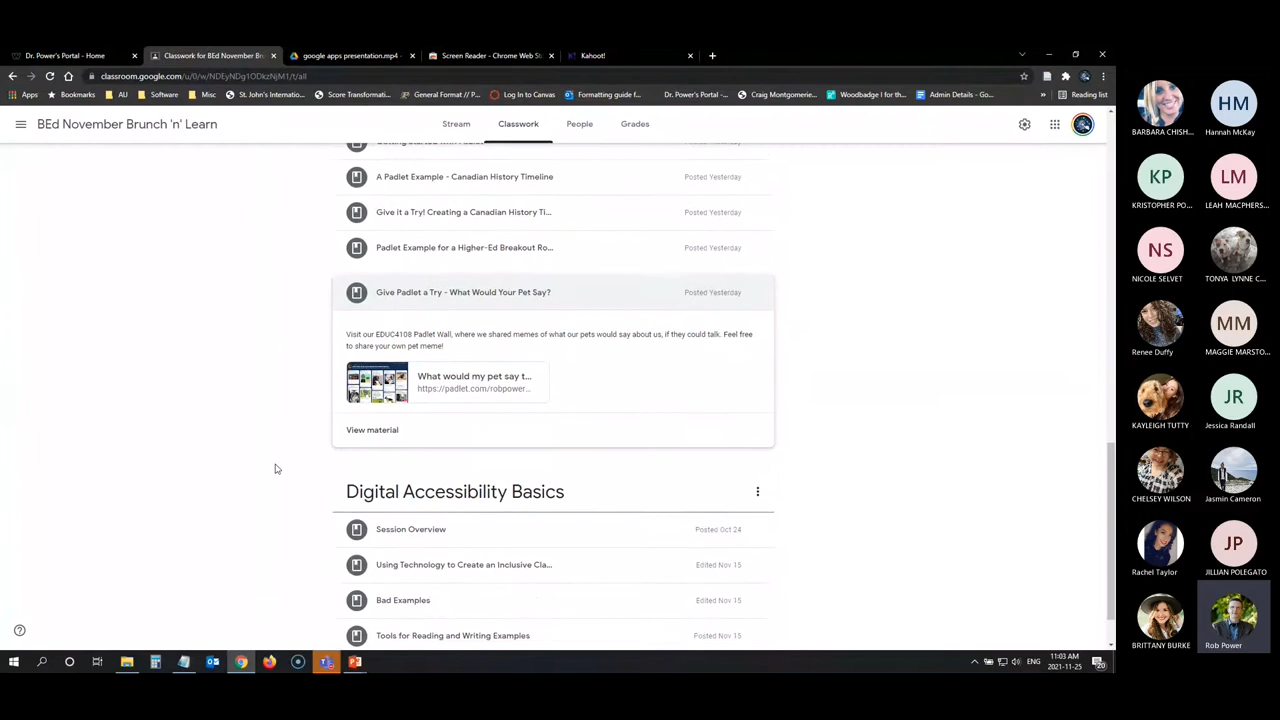 Dr. Power's Portal - Home
Classwork for BEd November Bru
google apps presentation.mp4 -
Screen Reader - Chrome Web St
Kahoot!
classroom.google.com/u/0/w/NDEyNDg1ODkzNjM1/t/all
Apps
Bookmarks
AU
Software
Misc
St. John's Internatio...
Score Transformati...
General Format // P...
Log In to Canvas
Formatting guide f...
Dr. Power's Portal -...
Craig Montgomerie...
Woodbadge I for th...
Admin Details - Go...
Reading list
BEd November Brunch 'n' Learn
Stream
Classwork
People
Grades
A Padlet Example - Canadian History Timeline
Posted Yesterday
Give it a Try! Creating a Canadian History Ti...
Posted Yesterday
Padlet Example for a Higher-Ed Breakout Ro...
Posted Yesterday
Give Padlet a Try - What Would Your Pet Say?
Posted Yesterday
Visit our EDUC4108 Padlet Wall, where we shared memes of what our pets would say about us, if they could talk. Feel free
to share your own pet meme!
What would my pet say t...
https://padlet.com/robpower...
View material
Digital Accessibility Basics
Session Overview
Posted Oct 24
Using Technology to Create an Inclusive Cla...
Edited Nov 15
Bad Examples
Edited Nov 15
Tools for Reading and Writing Examples
Posted Nov 15
ENG
11:03 AM
2021-11-25
20
BARBARA CHISH...
HM
Hannah McKay
KP
KRISTOPHER PO...
LM
LEAH MACPHERS...
NS
NICOLE SELVET
TONYA LYNNE C...
Renee Duffy
MM
MAGGIE MARSTO...
KAYLEIGH TUTTY
JR
Jessica Randall
CHELSEY WILSON
Jasmin Cameron
Rachel Taylor
JP
JILLIAN POLEGATO
BRITTANY BURKE
Rob Power